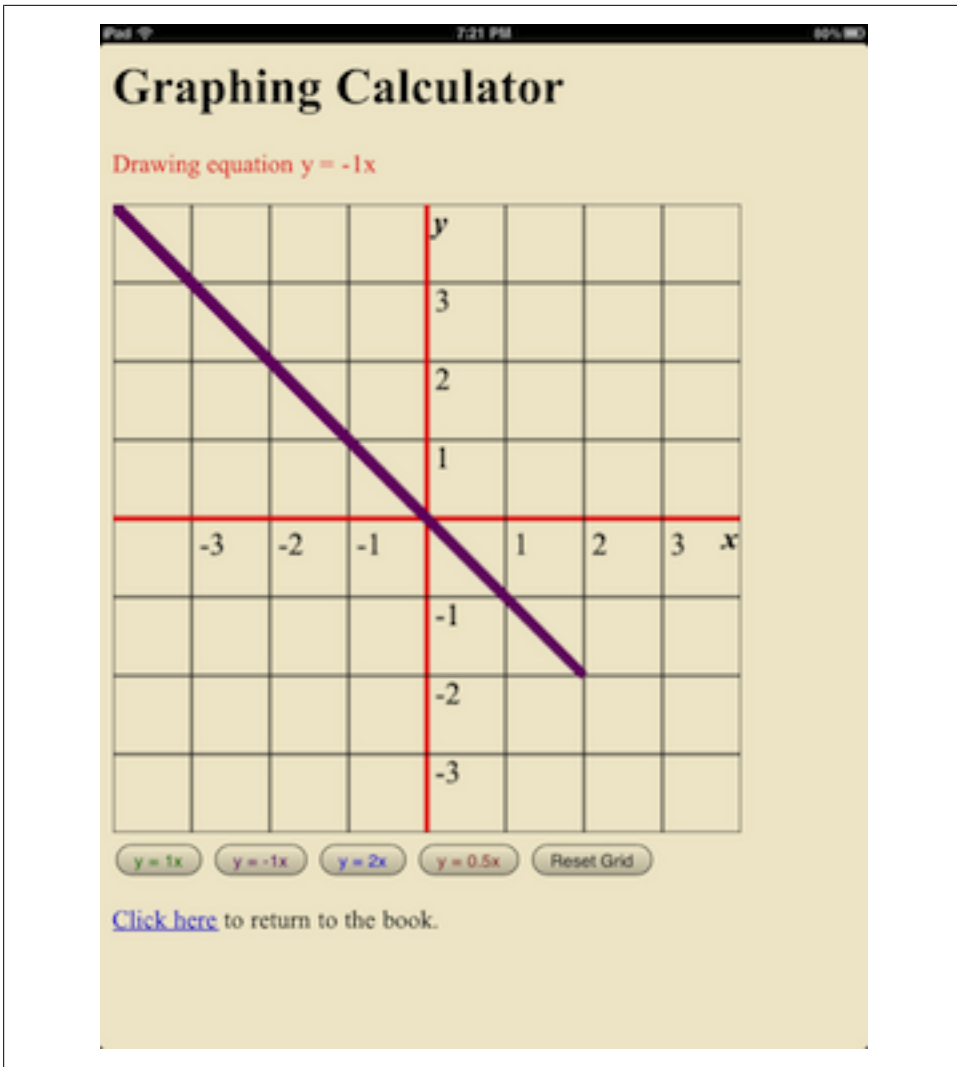 iPad 7:21 PM 80%
Graphing Calculator
Drawing equation y = -1x
y
3
2
1
-3 -2 -1 1 2 3 x
-1
-2
-3
y = 1x y = -1x y = 2x y = 0.5x Reset Grid
Click here to return to the book.